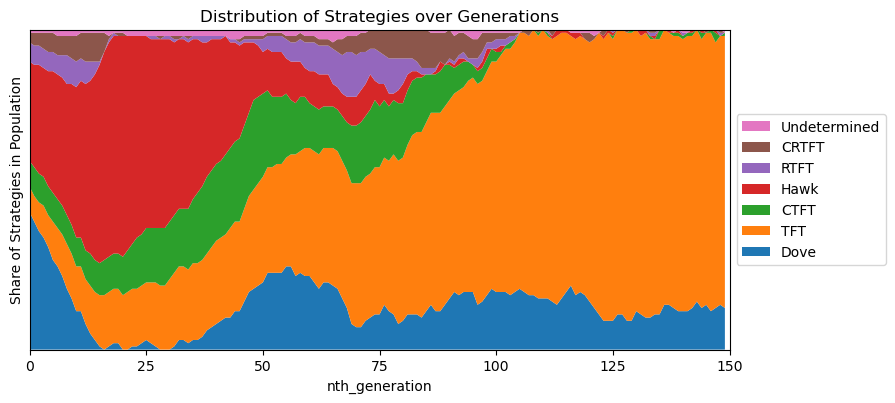 Distribution of Strategies over Generations
Share of Strategies in Population
0 25 50 75 100 125 150
nth_generation
Undetermined
CRTFT
RTFT
Hawk
CTFT
TFT
Dove